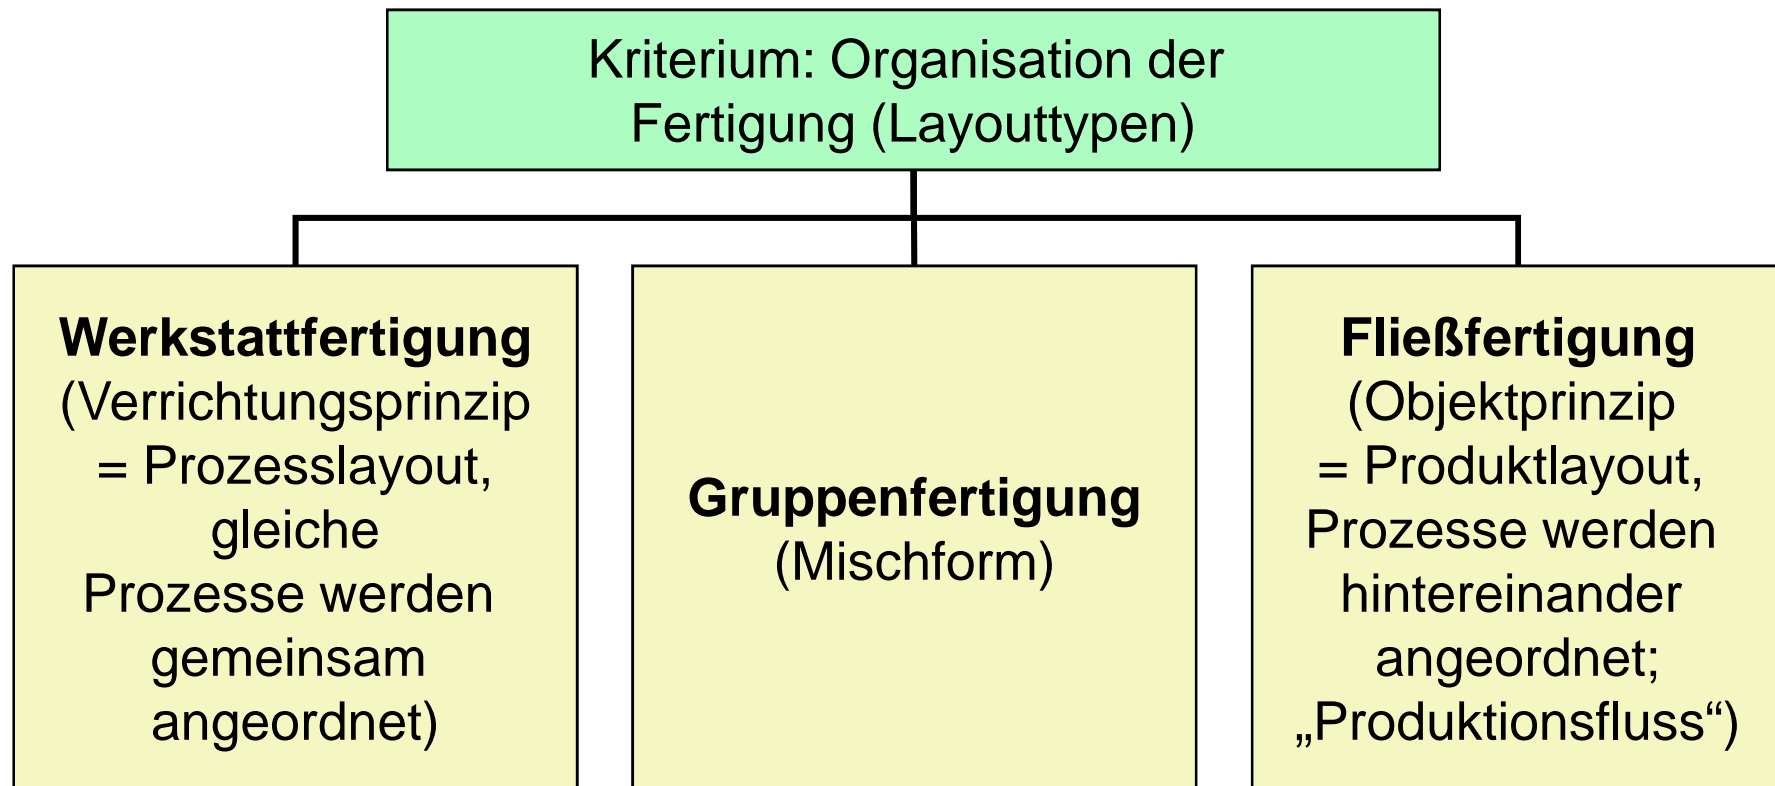 Kriterium: Organisation der
Fertigung (Layouttypen)
Werkstattfertigung
(Verrichtungsprinzip
= Prozesslayout,
gleiche
Prozesse werden
gemeinsam
angeordnet)
Gruppenfertigung
(Mischform)
Fließfertigung
(Objektprinzip
= Produktlayout,
Prozesse werden
hintereinander
angeordnet;
„Produktionsfluss“)